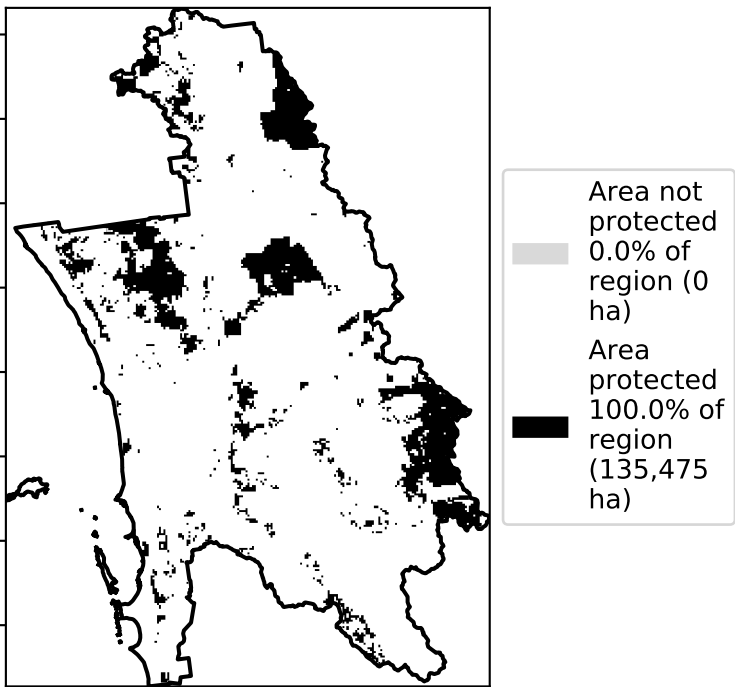 Area not
protected
0.0% of
region (0
ha)
Area
protected
100.0% of
region
(135,475
ha)